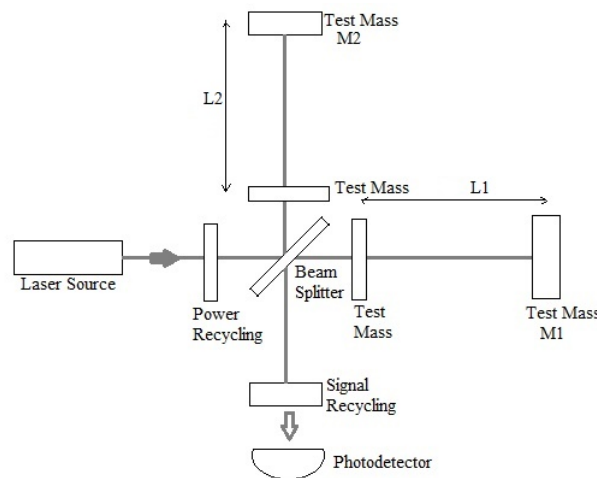 Test Mass
M2
L2
Test Mass
L1
Laser Source
Power
Recycling
Beam
Splitter
Test
Mass
Test Mass
M1
Signal
Recycling
Photodetector